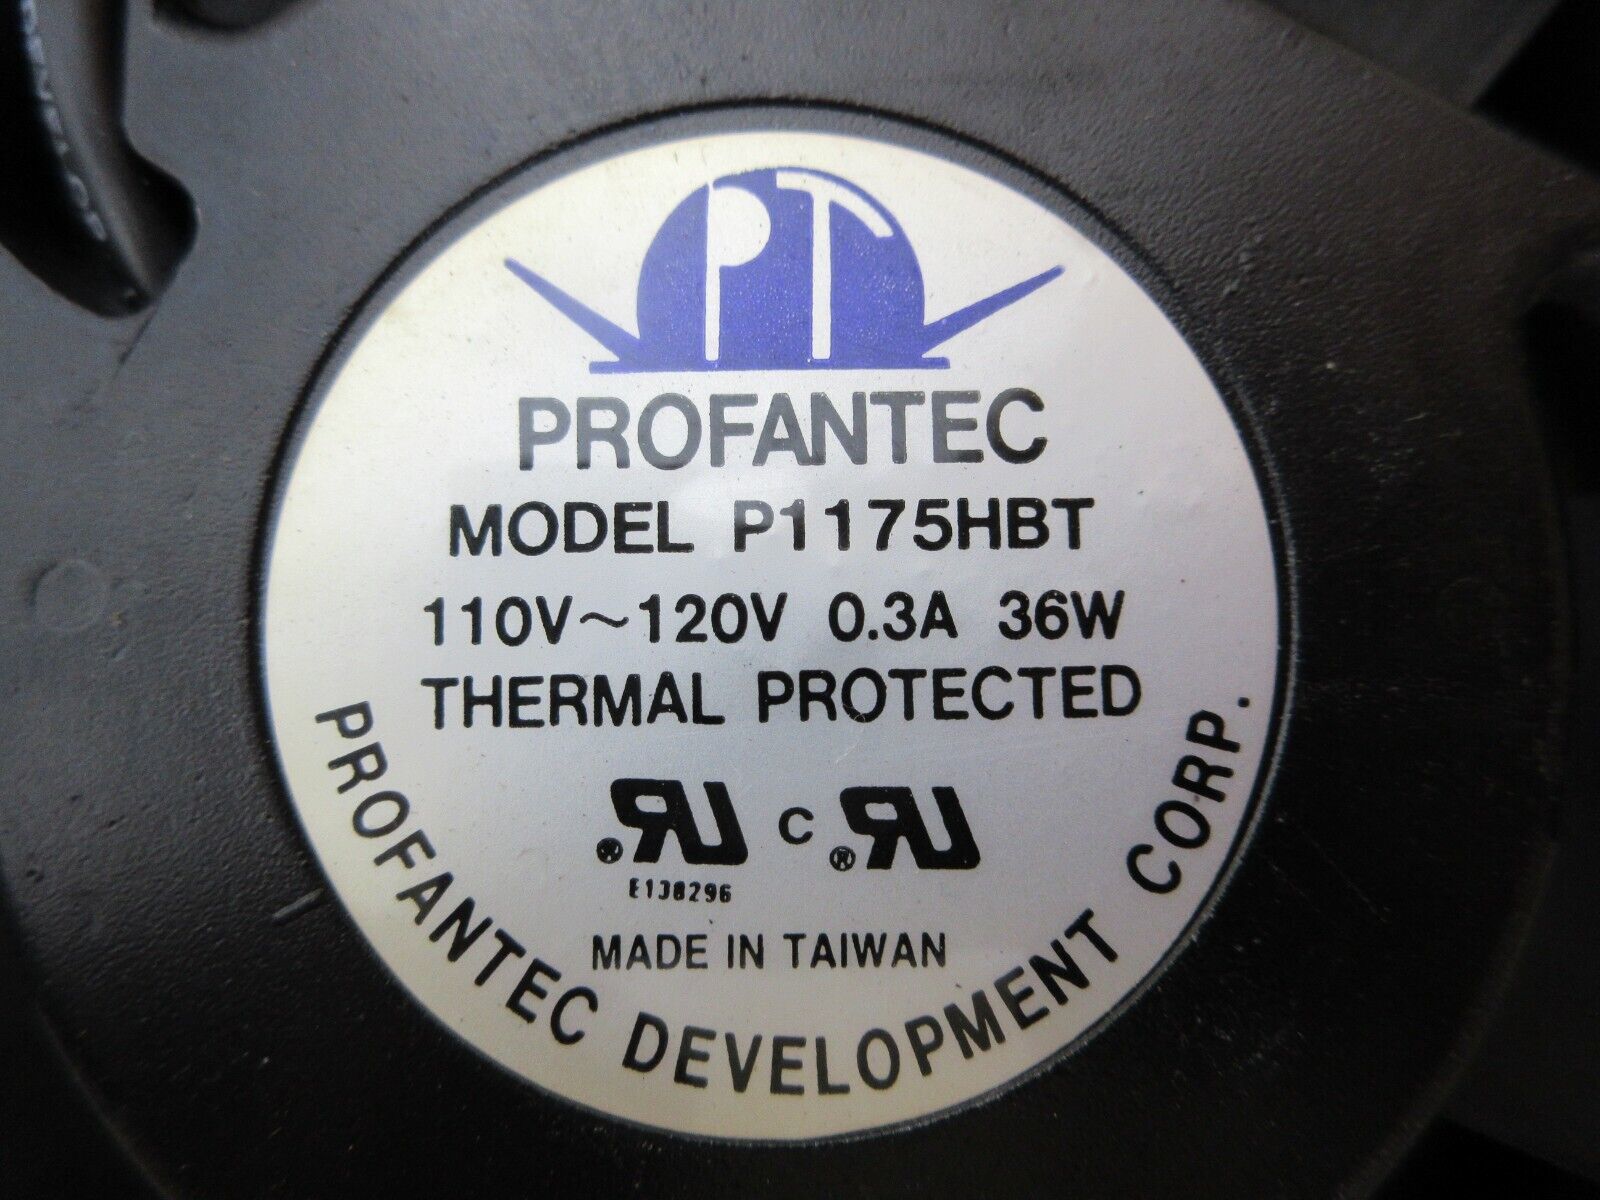 PT
PROFANTEC
MODEL P1175HBT
110V~120V 0.3A 36W
THERMAL PROTECTED
c
E138296
MADE IN TAIWAN
PROFANTEC DEVELOPMENT CORP.